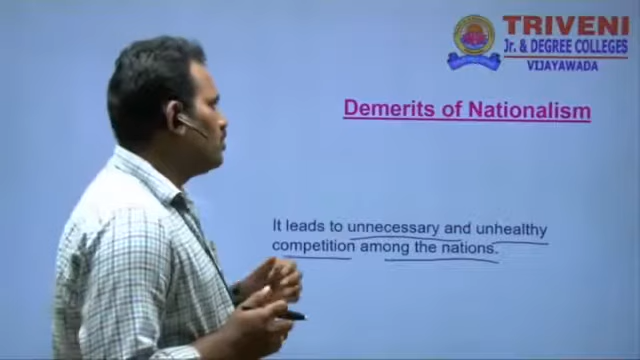 TRIVENI
Jr. & DEGREE COLLEGES
VIJAYAWADA
Demerits of Nationalism
It leads to unnecessary and unhealthy
competition among the nations.